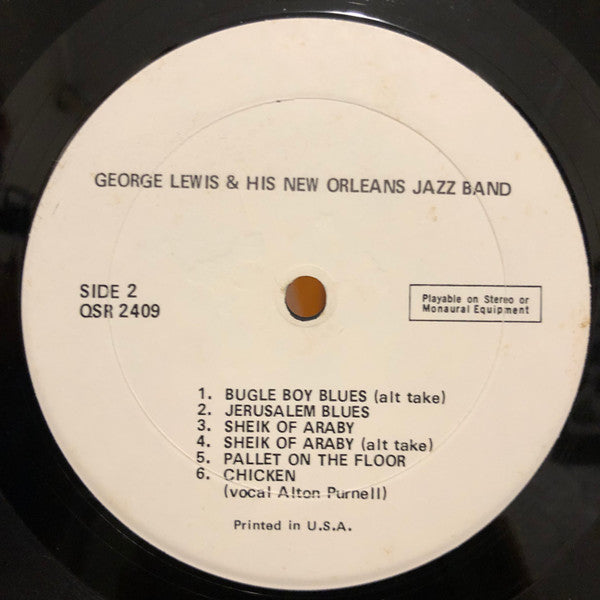 GEORGE LEWIS & HIS NEW ORLEANS JAZZ BAND
SIDE 2
QSR 2409
Playable on Stereo or
Monaural Equipment
1. BUGLE BOY BLUES (alt take)
2. JERUSALEM BLUES
3. SHEIK OF ARABY
4. SHEIK OF ARABY (alt take)
5. PALLET ON THE FLOOR
6. CHICKEN
(vocal Alton Purnell)
Printed in U.S.A.